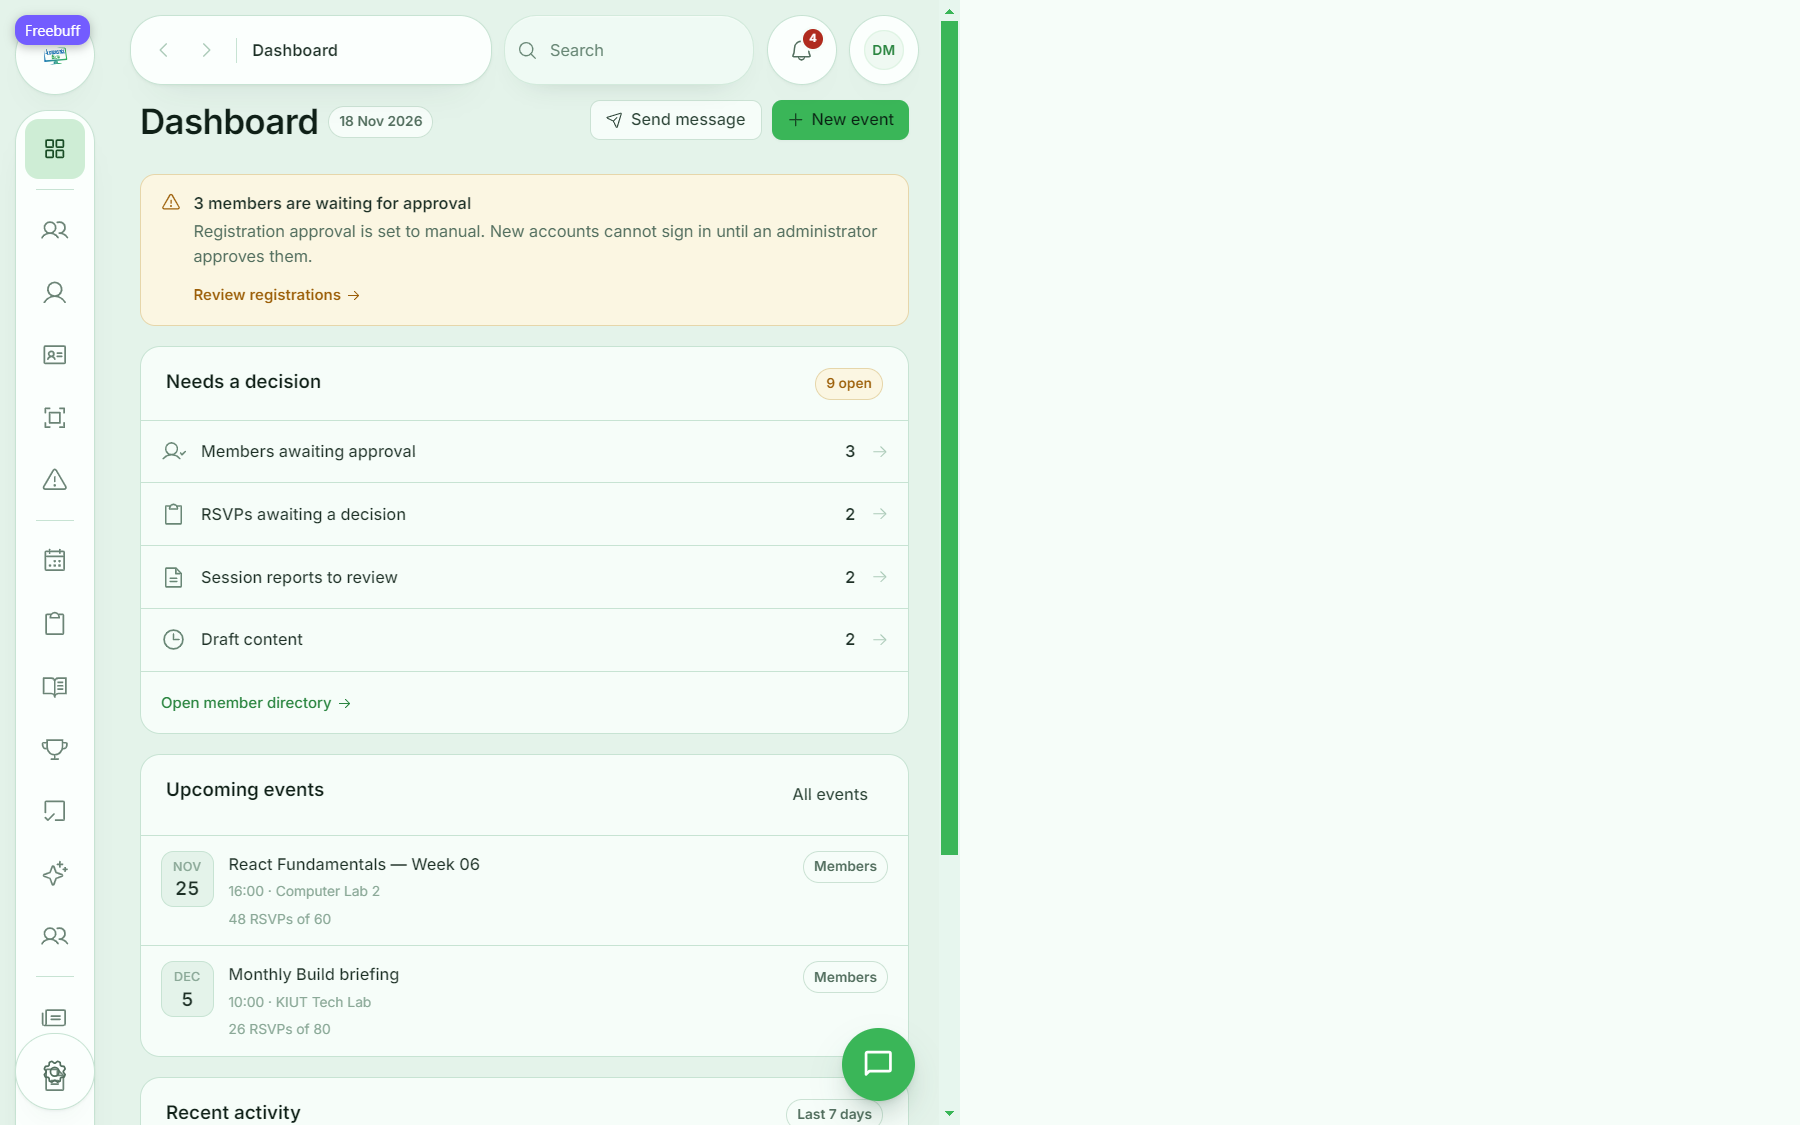 Freebuff
Dashboard
Search
4
DM
Dashboard
18 Nov 2026
Send message
New event
3 members are waiting for approval
Registration approval is set to manual. New accounts cannot sign in until an administrator
approves them.
Review registrations
Needs a decision
9 open
Members awaiting approval
3
RSVPs awaiting a decision
2
Session reports to review
2
Draft content
2
Open member directory
Upcoming events
All events
NOV
25
React Fundamentals — Week 06
16:00 · Computer Lab 2
48 RSVPs of 60
Members
DEC
5
Monthly Build briefing
10:00 · KIUT Tech Lab
26 RSVPs of 80
Members
Recent activity
Last 7 days